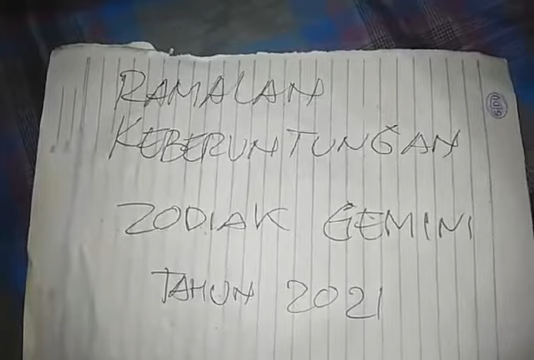 RAMALAN
KEBERUNTUNGAN
ZODIAK GEMINI
TAHUN 2021